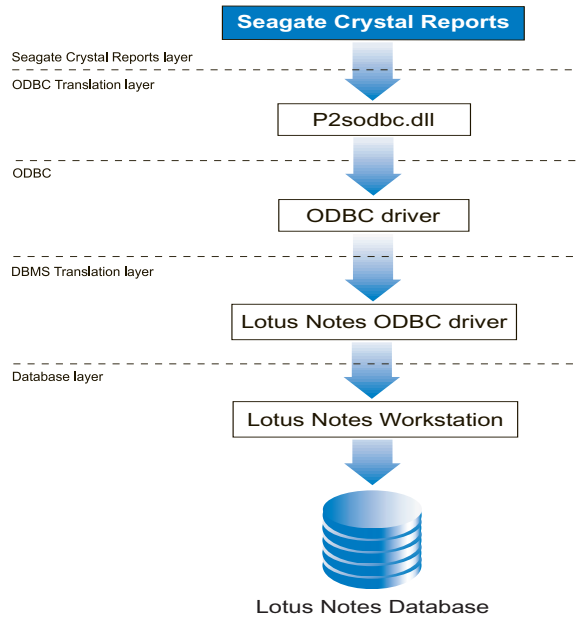 Seagate Crystal Reports
Seagate Crystal Reports layer
ODBC Translation layer
P2sodbc.dll
ODBC
ODBC driver
DBMS Translation layer
Lotus Notes ODBC driver
Database layer
Lotus Notes Workstation
Lotus Notes Database